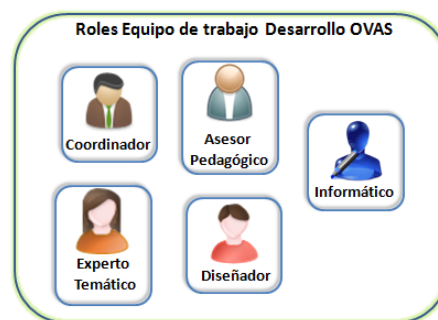 Roles Equipo de trabajo Desarrollo OVAS
Coordinador
Asesor
Pedagógico
Informático
Experto
Temático
Diseñador